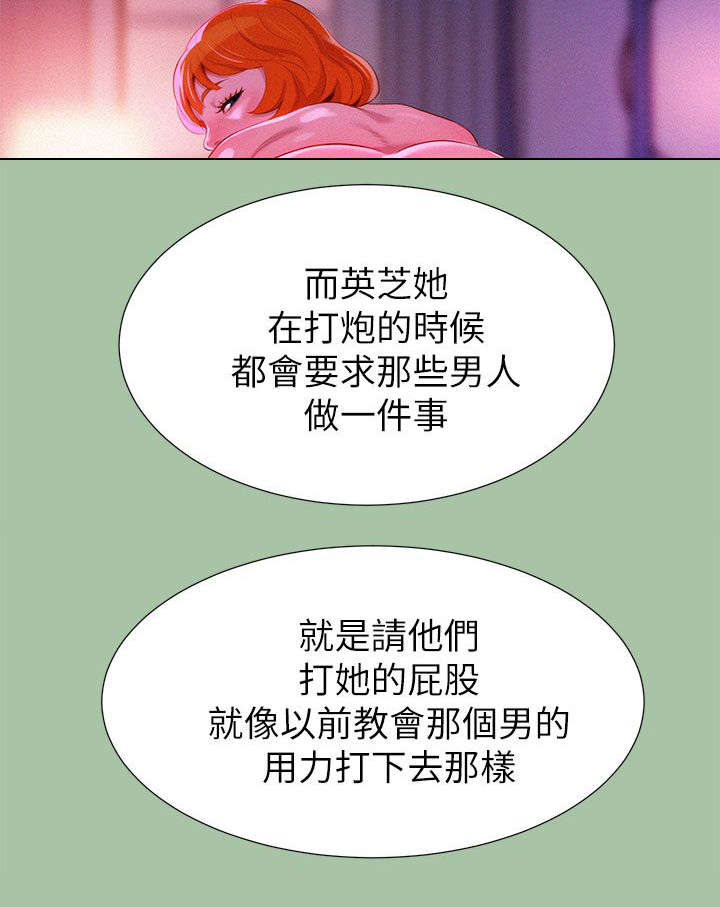 而英芝她
在打炮的時候
都會要求那些男人
做一件事
就是請他們
打她的屁股
就像以前教會那個男的
用力打下去那樣